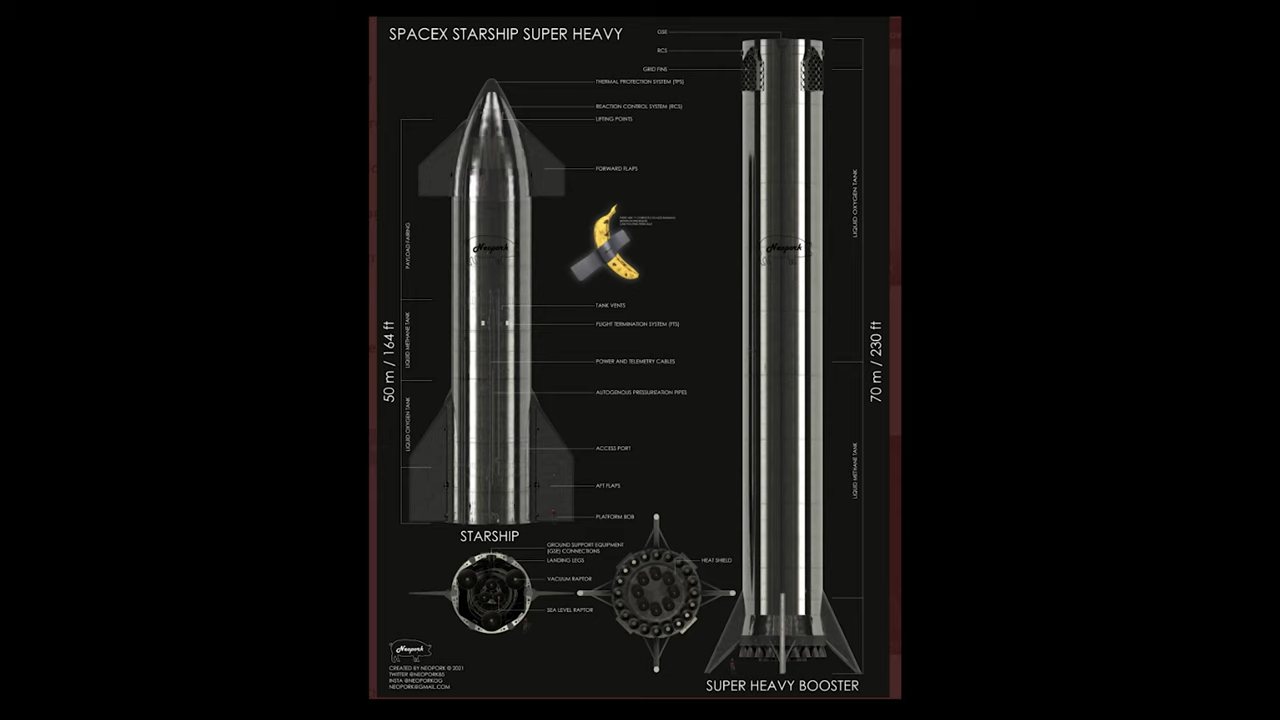 SPACEX STARSHIP SUPER HEAVY
GSE
RCS
GRID FINS
THERMAL PROTECTION SYSTEM (TPS)
REACTION CONTROL SYSTEM (RCS)
LIFTING POINTS
FORWARD FLAPS
PAYLOAD FAIRING
LIQUID METHANE TANK
LIQUID OXYGEN TANK
50 m / 164 ft
Neopork
TANK VENTS
FLIGHT TERMINATION SYSTEM (FTS)
POWER AND TELEMETRY CABLES
AUTOGENOUS PRESSURIZATION PIPES
ACCESS PORT
AFT FLAPS
PLATFORM BOB
STARSHIP
GROUND SUPPORT EQUIPMENT
(GSE) CONNECTIONS
LANDING LEGS
VACUUM RAPTOR
SEA LEVEL RAPTOR
HEAT SHIELD
Neopork
LIQUID OXYGEN TANK
LIQUID METHANE TANK
70 m / 230 ft
SUPER HEAVY BOOSTER
Neopork
CREATED BY NEOPORK © 2021
TWITTER @NEOPORK85
INSTA @NEOPORKGG
NEOPORK@GMAIL.COM